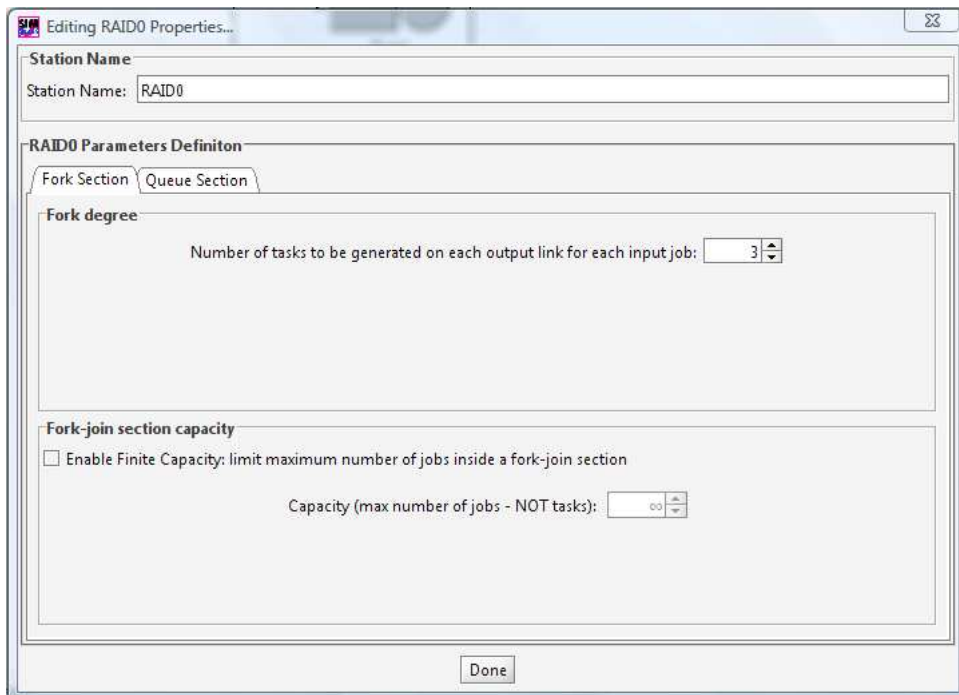 SIM
Editing RAID0 Properties...
Station Name
Station Name: RAID0
RAID0 Parameters Definiton
Fork Section Queue Section
Fork degree
Number of tasks to be generated on each output link for each input job: 3
Fork-join section capacity
Enable Finite Capacity: limit maximum number of jobs inside a fork-join section
Capacity (max number of jobs - NOT tasks): ∞
Done